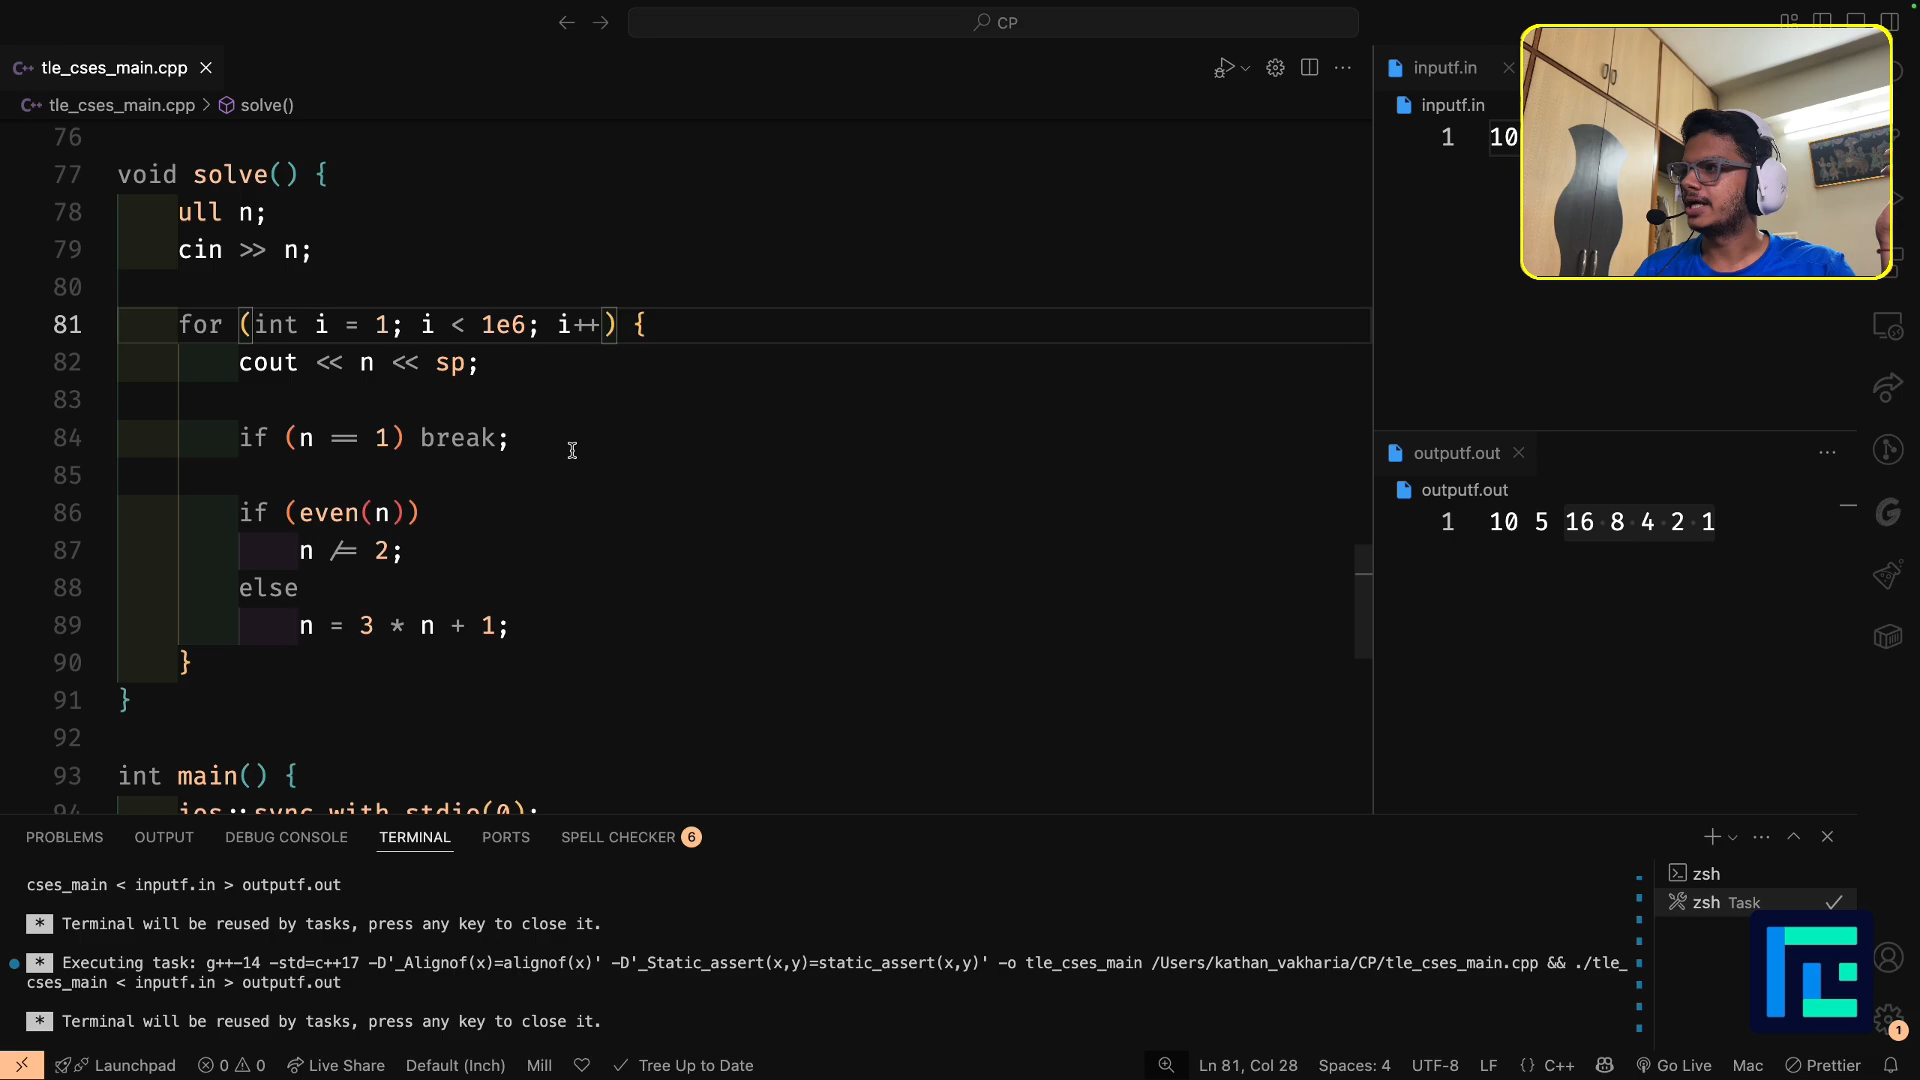 CP
tle_cses_main.cpp
tle_cses_main.cpp > solve()
76
77 void solve() {
78 ull n;
79 cin >> n;
80
81 for (int i = 1; i < 1e6; i++) {
82 cout << n << sp;
83
84 if (n == 1) break;
85
86 if (even(n))
87 n /= 2;
88 else
89 n = 3 * n + 1;
90 }
91 }
92
93 int main() {
94 ios::sync_with_stdio(0);
inputf.in
inputf.in
1 10
outputf.out
outputf.out
1 10 5 16 8 4 2 1
PROBLEMS OUTPUT DEBUG CONSOLE TERMINAL PORTS SPELL CHECKER 6
cses_main < inputf.in > outputf.out
* Terminal will be reused by tasks, press any key to close it.
* Executing task: g++-14 -std=c++17 -D'_Alignof(x)=alignof(x)' -D'_Static_assert(x,y)=static_assert(x,y)' -o tle_cses_main /Users/kathan_vakharia/CP/tle_cses_main.cpp && ./tle_
cses_main < inputf.in > outputf.out
* Terminal will be reused by tasks, press any key to close it.
zsh
zsh Task
1
Launchpad 0 0 Live Share Default (Inch) Mill Tree Up to Date Ln 81, Col 28 Spaces: 4 UTF-8 LF {} C++ Go Live Mac Prettier